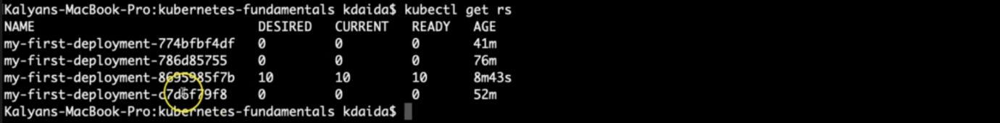 Kalyans-MacBook-Pro:kubernetes-fundamentals kdaida$ kubectl get rs
NAME DESIRED CURRENT READY AGE
my-first-deployment-774bfbf4df 0 0 0 41m
my-first-deployment-786d85755 0 0 0 76m
my-first-deployment-8695985f7b 10 10 10 8m43s
my-first-deployment-c7d6f79f8 0 0 0 52m
Kalyans-MacBook-Pro:kubernetes-fundamentals kdaida$